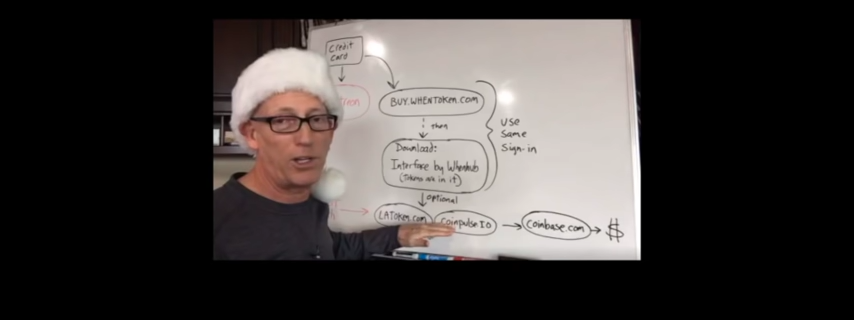 Credit
card
BUY.WHENTOKEN.COM
then
Download:
Interface by WhenHub
(Tokens are in it)
Use
Same
Sign-in
optional
LAToken.com
Coinpulse.IO
Coinbase.com
$